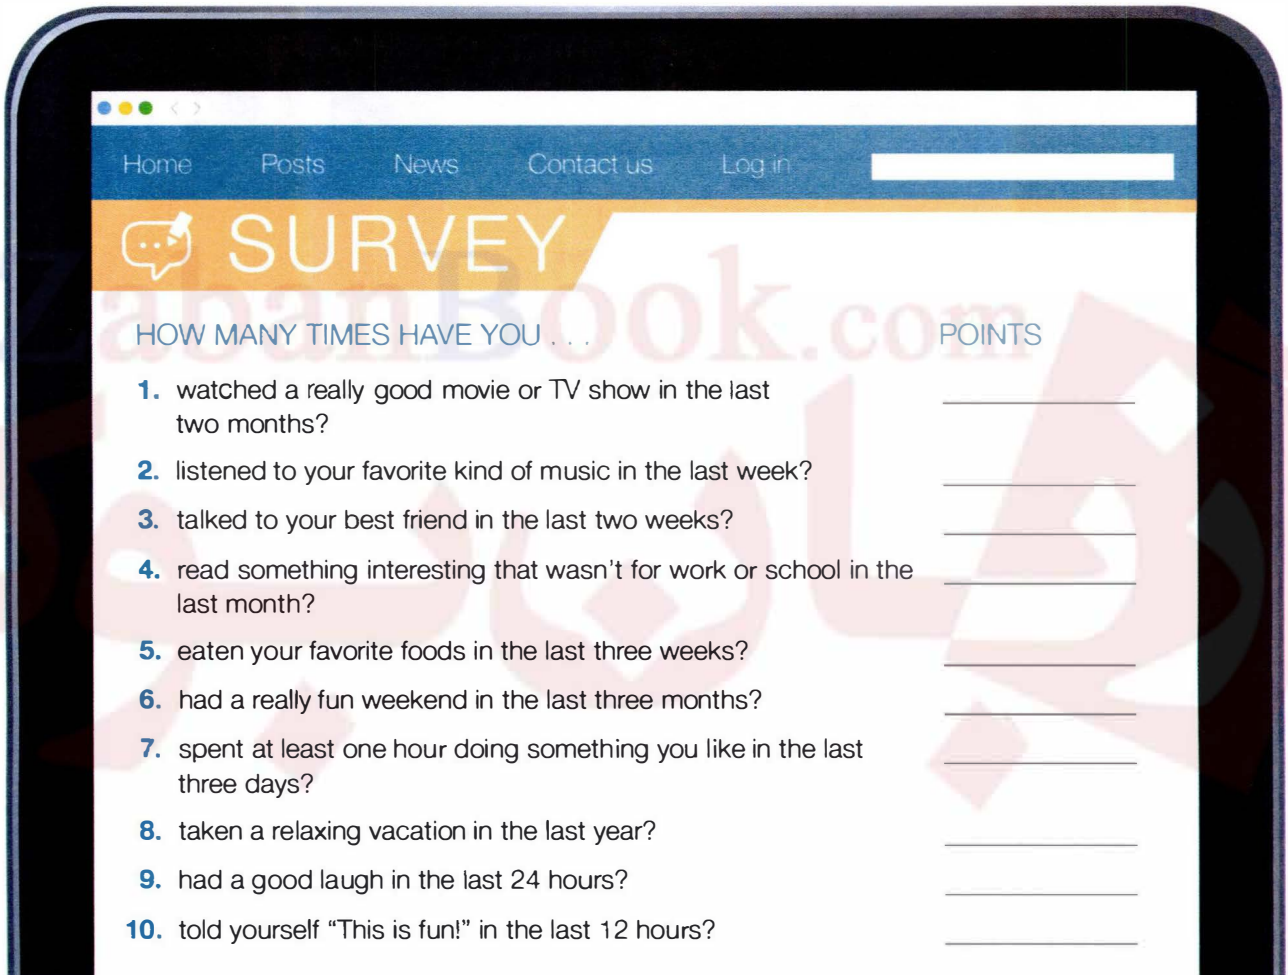 Home Posts News Contact us Log in
SURVEY
ZabanBook.com
HOW MANY TIMES HAVE YOU . . . POINTS
1. watched a really good movie or TV show in the last
two months?
2. listened to your favorite kind of music in the last week?
3. talked to your best friend in the last two weeks?
4. read something interesting that wasn't for work or school in the
last month?
5. eaten your favorite foods in the last three weeks?
6. had a really fun weekend in the last three months?
7. spent at least one hour doing something you like in the last
three days?
8. taken a relaxing vacation in the last year?
9. had a good laugh in the last 24 hours?
10. told yourself “This is fun!” in the last 12 hours?